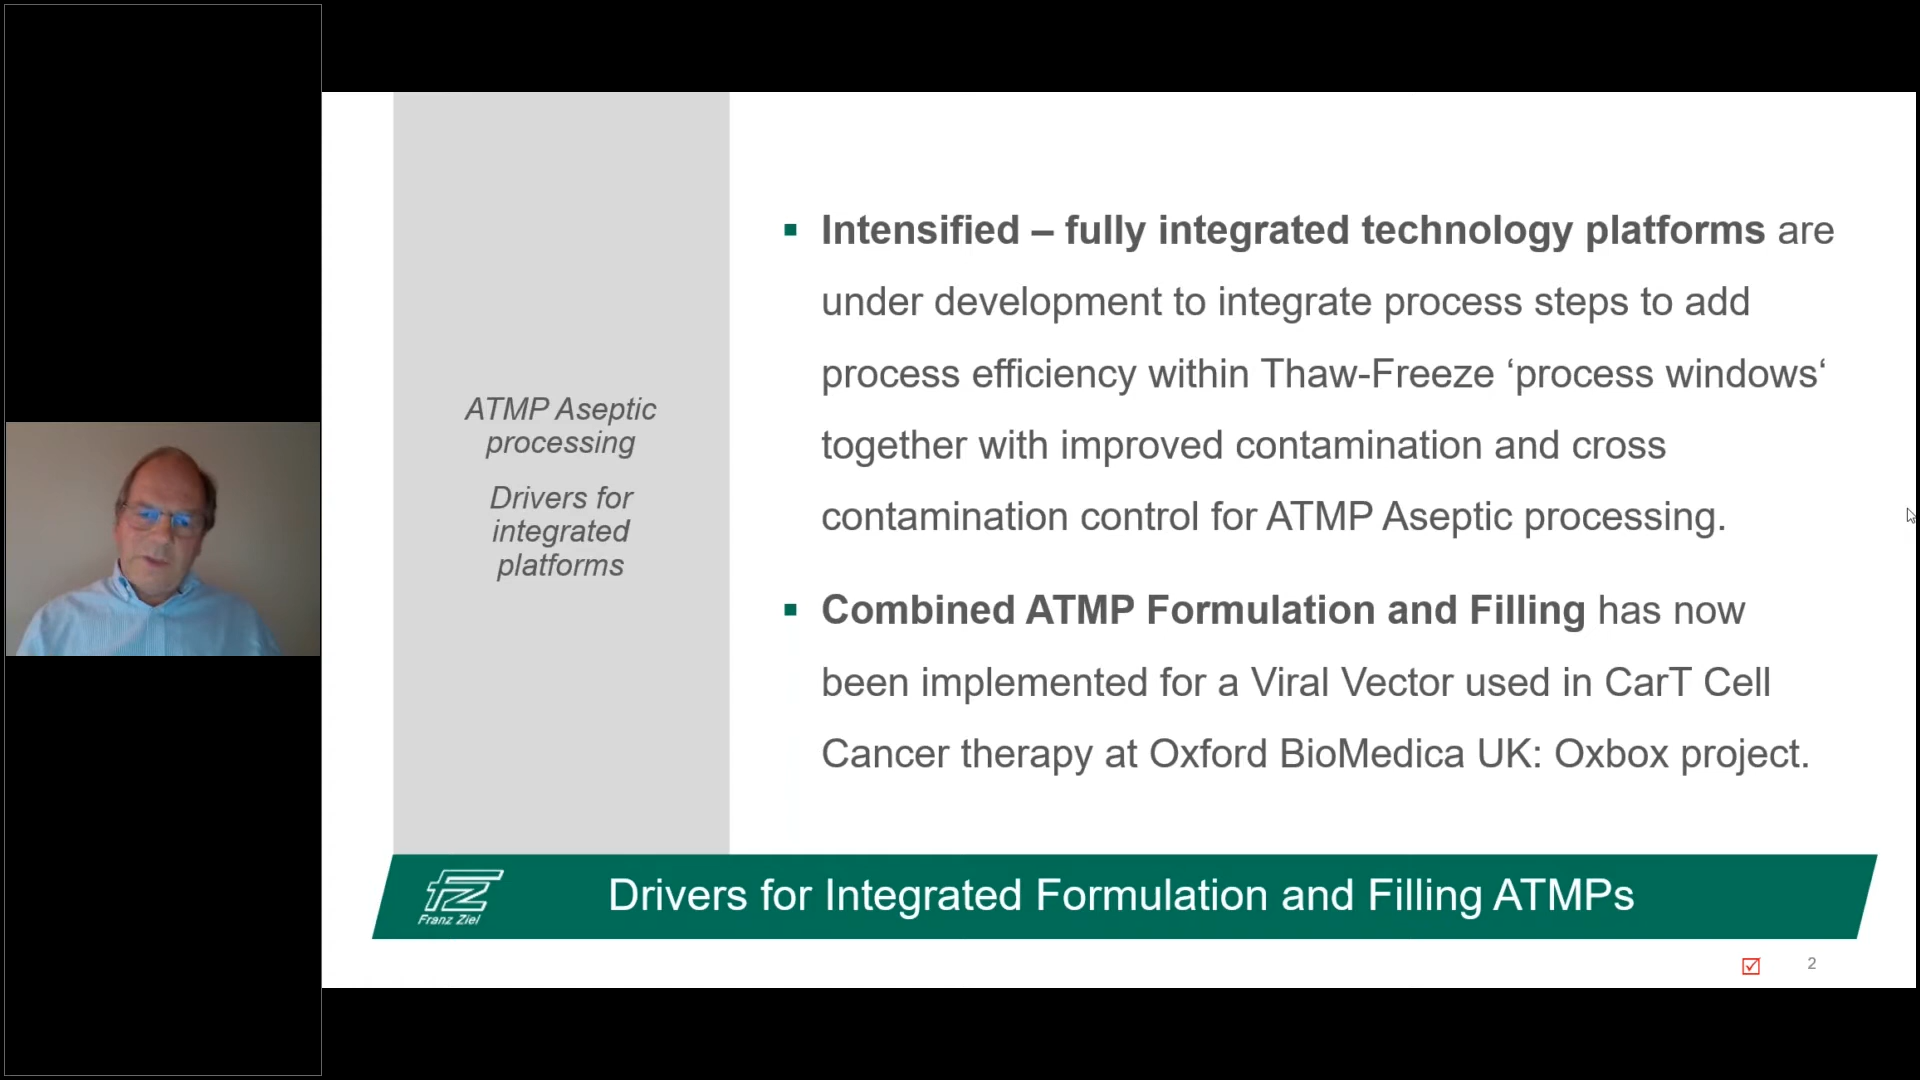 ATMP Aseptic
processing
Drivers for
integrated
platforms
Intensified – fully integrated technology platforms are
under development to integrate process steps to add
process efficiency within Thaw-Freeze ‘process windows‘
together with improved contamination and cross
contamination control for ATMP Aseptic processing.
Combined ATMP Formulation and Filling has now
been implemented for a Viral Vector used in CarT Cell
Cancer therapy at Oxford BioMedica UK: Oxbox project.
fz
Franz Ziel
Drivers for Integrated Formulation and Filling ATMPs
2